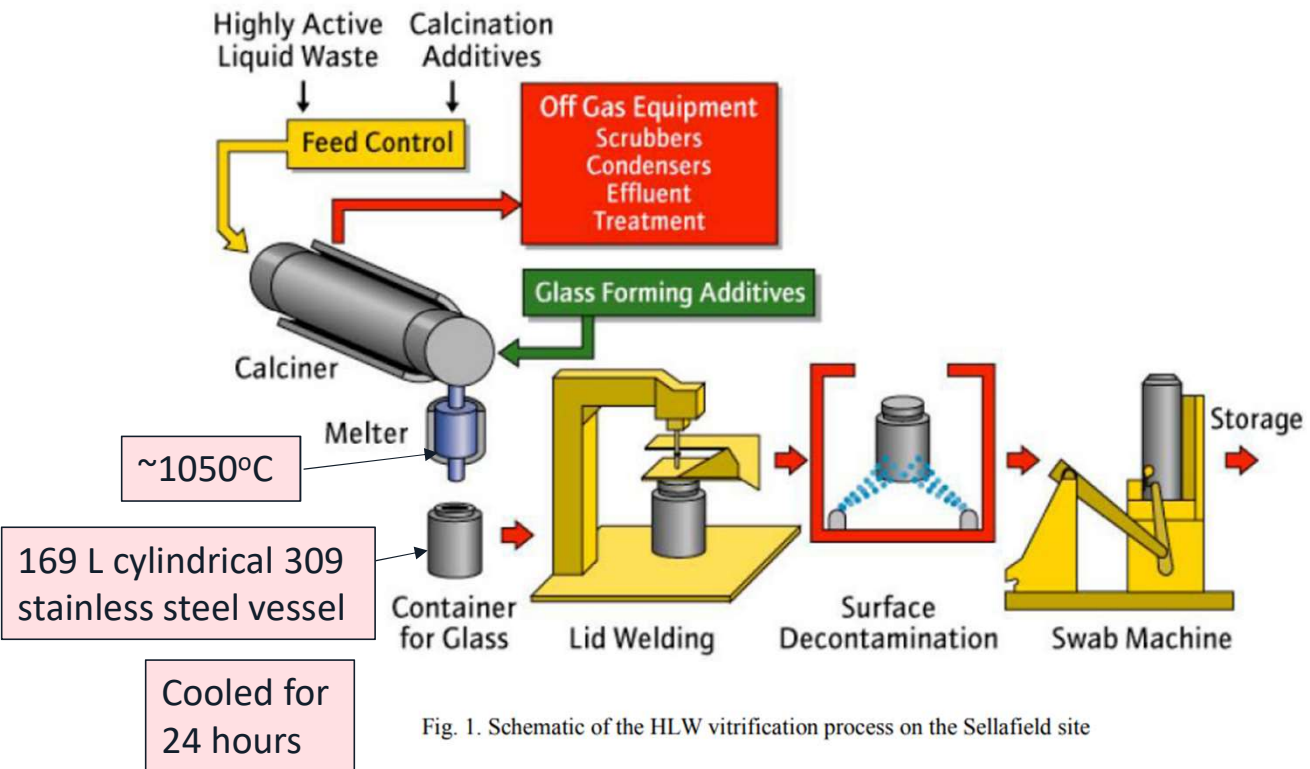 Highly Active
Liquid Waste
Calcination
Additives
Feed Control
Off Gas Equipment
Scrubbers
Condensers
Effluent
Treatment
Glass Forming Additives
Calciner
Melter
~1050°C
Storage
169 L cylindrical 309
stainless steel vessel
Container
for Glass
Lid Welding
Surface
Decontamination
Swab Machine
Cooled for
24 hours
Fig. 1. Schematic of the HLW vitrification process on the Sellafield site